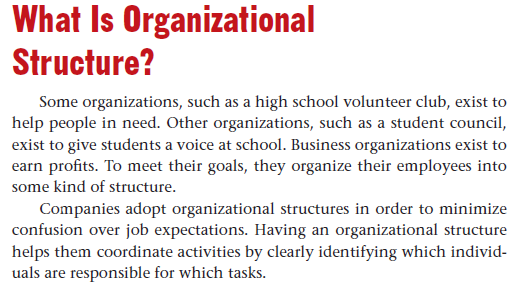 What Is Organizational
Structure?
Some organizations, such as a high school volunteer club, exist to
help people in need. Other organizations, such as a student council,
exist to give students a voice at school. Business organizations exist to
earn profits. To meet their goals, they organize their employees into
some kind of structure.
Companies adopt organizational structures in order to minimize
confusion over job expectations. Having an organizational structure
helps them coordinate activities by clearly identifying which individ-
uals are responsible for which tasks.